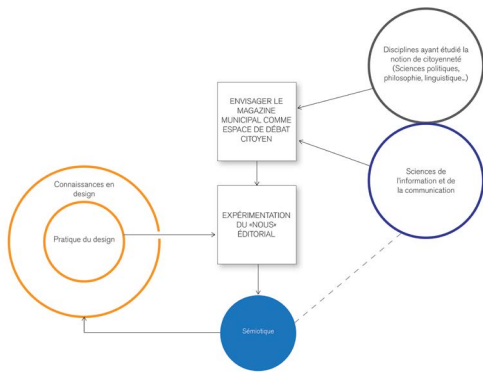 Disciplines ayant étudié la
notion de citoyenneté
(Sciences politiques,
philosophie, linguistique...)
ENVISAGER LE
MAGAZINE
MUNICIPAL COMME
ESPACE DE DÉBAT
CITOYEN
Sciences de
l'information et de
la communication
Connaissances en
design
Pratique du design
EXPÉRIMENTATION
DU «NOUS»
ÉDITORIAL
Sémiotique